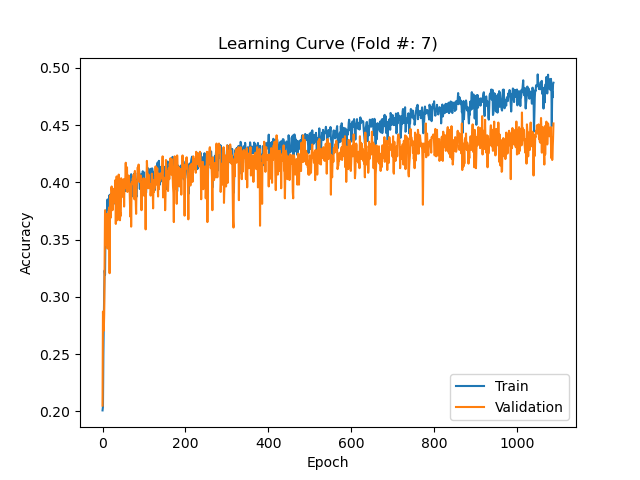 Learning Curve (Fold #: 7)
0.50
0.45
0.40
0.35
0.30
0.25
0.20
Accuracy
0 200 400 600 800 1000
Epoch
Train
Validation